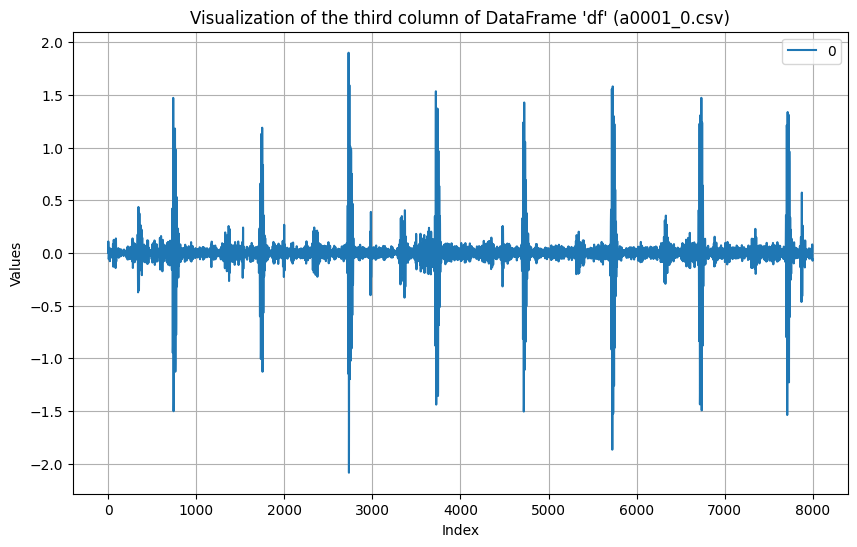 Visualization of the third column of DataFrame 'df' (a0001_0.csv)
0
2.0
1.5
1.0
0.5
0.0
−0.5
−1.0
−1.5
−2.0
Values
0 1000 2000 3000 4000 5000 6000 7000 8000
Index